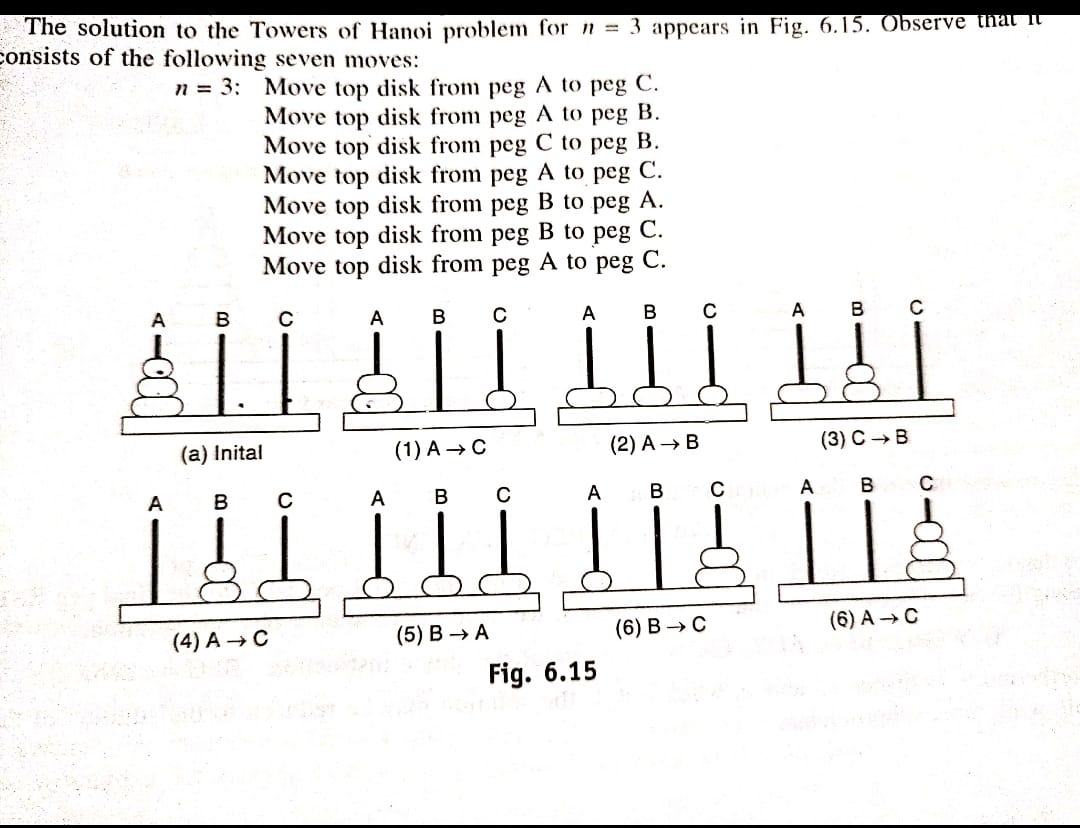 The solution to the Towers of Hanoi problem for n = 3 appears in Fig. 6.15. Observe that it
consists of the following seven moves:
n = 3: Move top disk from peg A to peg C.
Move top disk from peg A to peg B.
Move top disk from peg C to peg B.
Move top disk from peg A to peg C.
Move top disk from peg B to peg A.
Move top disk from peg B to peg C.
Move top disk from peg A to peg C.
A B C A B C A B C A B C
(a) Inital (1) A → C (2) A → B (3) C → B
A B C A B C A B C A B C
(4) A → C (5) B → A (6) B → C (6) A → C
Fig. 6.15